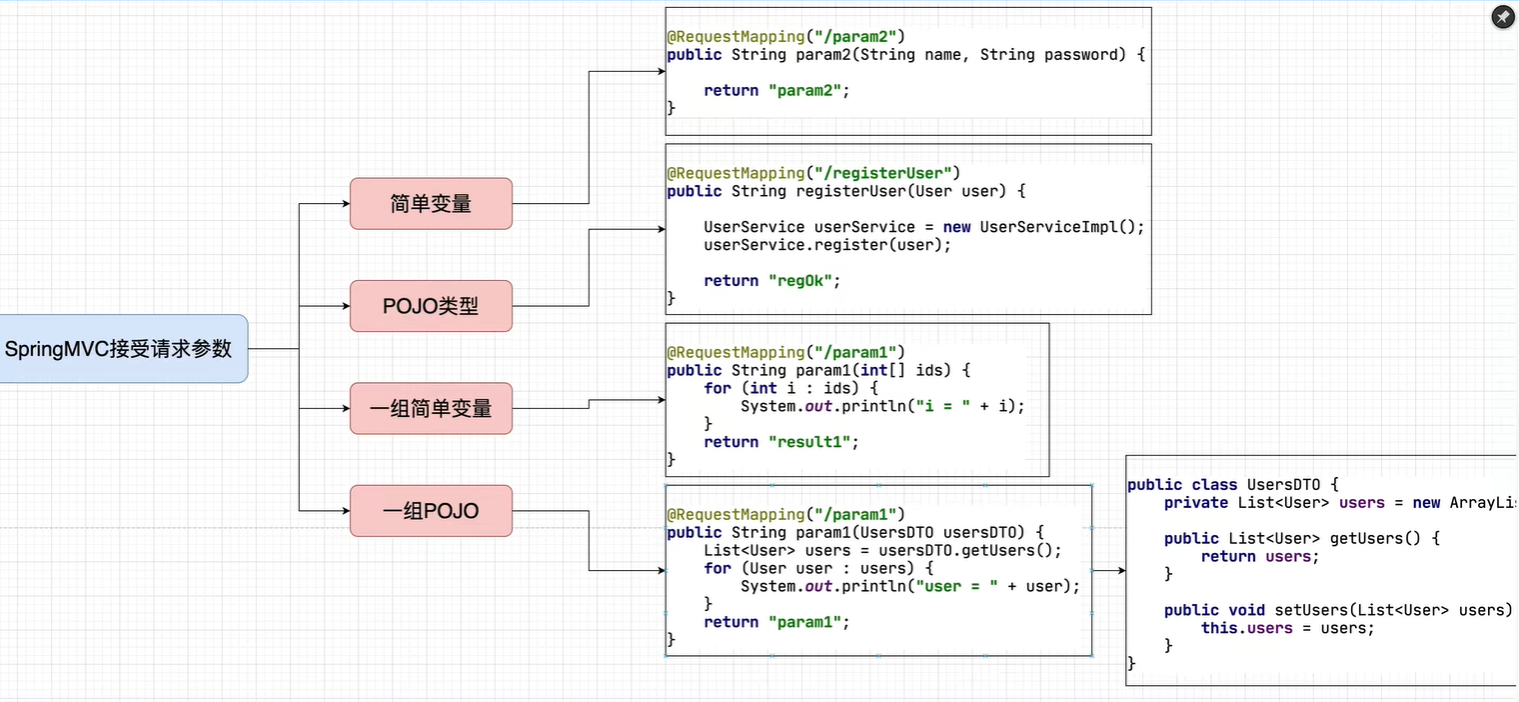 SpringMVC接受请求参数
简单变量
@RequestMapping("/param2")
public String param2(String name, String password) {
return "param2";
}
POJO类型
@RequestMapping("/registerUser")
public String registerUser(User user) {
UserService userService = new UserServiceImpl();
userService.register(user);
return "regOk";
}
一组简单变量
@RequestMapping("/param1")
public String param1(int[] ids) {
for (int i : ids) {
System.out.println("i = " + i);
}
return "result1";
}
一组POJO
@RequestMapping("/param1")
public String param1(UsersDTO usersDTO) {
List<User> users = usersDTO.getUsers();
for (User user : users) {
System.out.println("user = " + user);
}
return "param1";
}
public class UsersDTO {
private List<User> users = new
public List<User> getUsers() {
return users;
}
public void setUsers(List<User> users)
this.users = users;
}
}